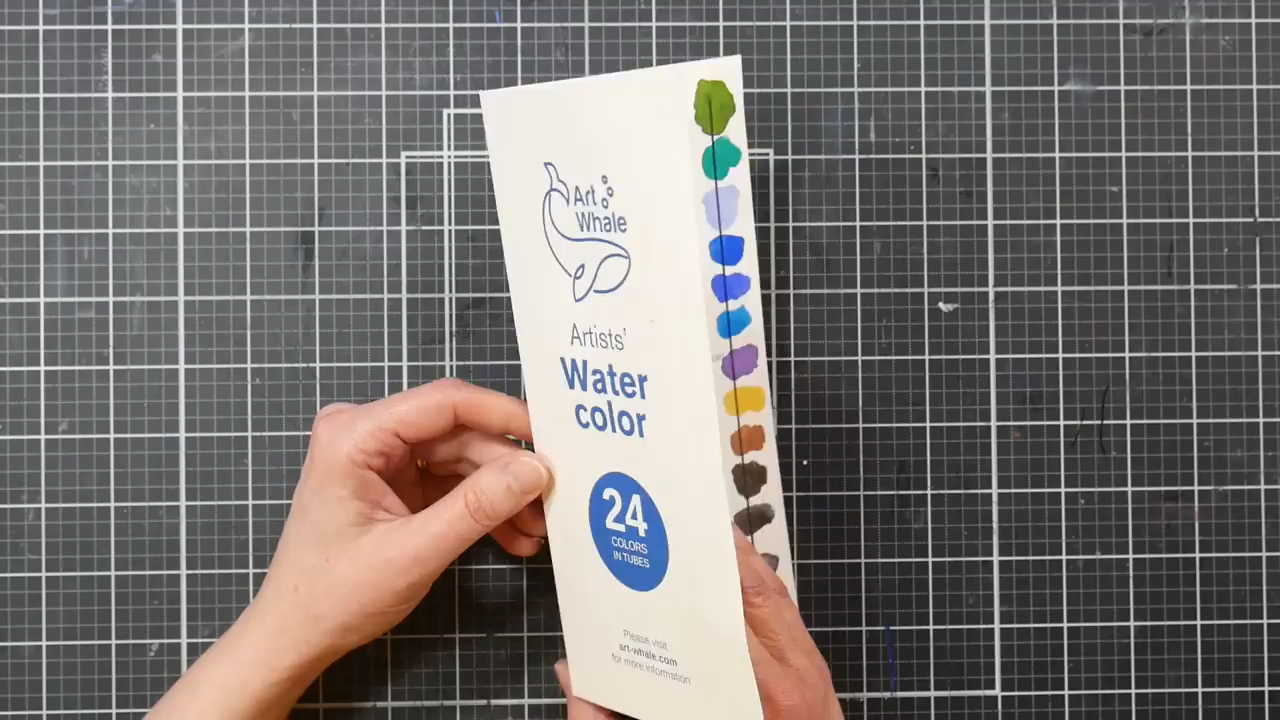 Art
Whale
Artists'
Water
color
24
COLORS
IN TUBES
Please visit
art-whale.com
for more information